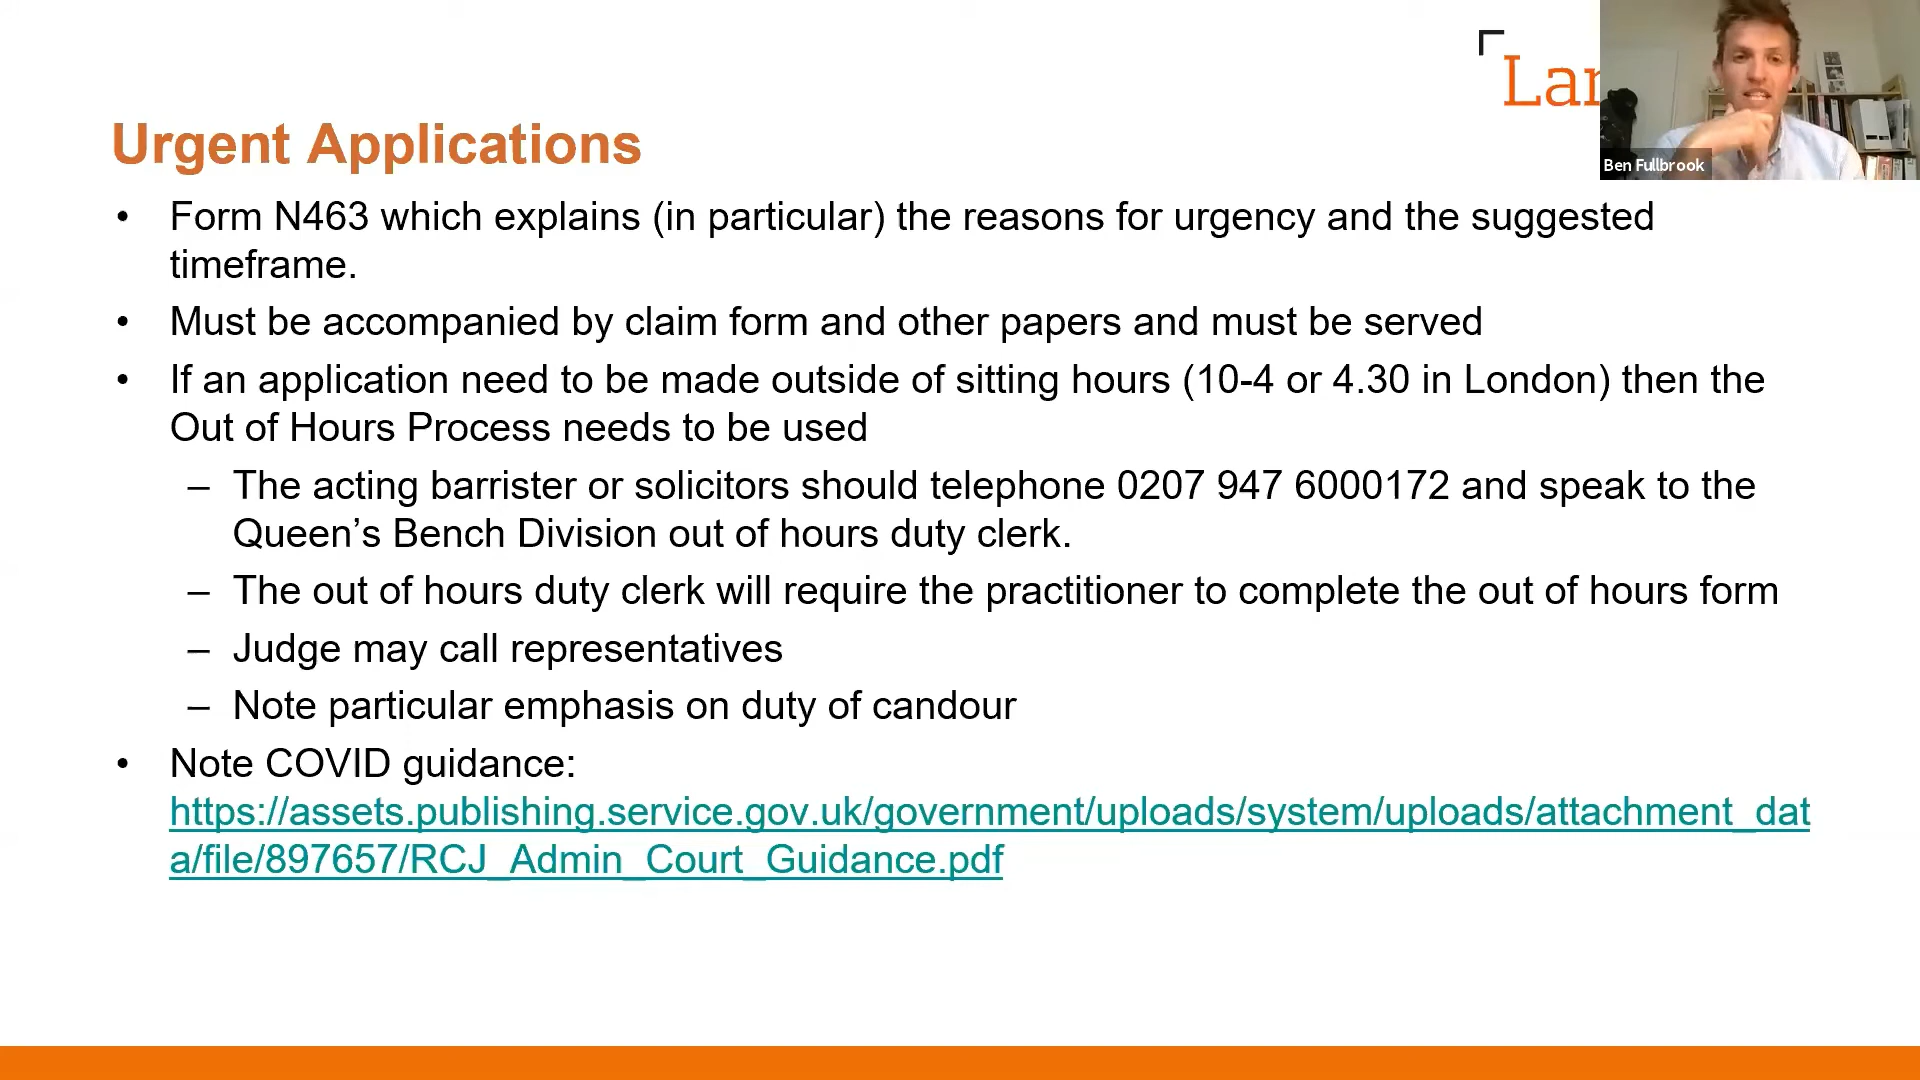 Lan
Ben Fullbrook
Urgent Applications
• Form N463 which explains (in particular) the reasons for urgency and the suggested
timeframe.
• Must be accompanied by claim form and other papers and must be served
• If an application need to be made outside of sitting hours (10-4 or 4.30 in London) then the
Out of Hours Process needs to be used
– The acting barrister or solicitors should telephone 0207 947 6000172 and speak to the
Queen’s Bench Division out of hours duty clerk.
– The out of hours duty clerk will require the practitioner to complete the out of hours form
– Judge may call representatives
– Note particular emphasis on duty of candour
• Note COVID guidance:
https://assets.publishing.service.gov.uk/government/uploads/system/uploads/attachment_dat
a/file/897657/RCJ_Admin_Court_Guidance.pdf